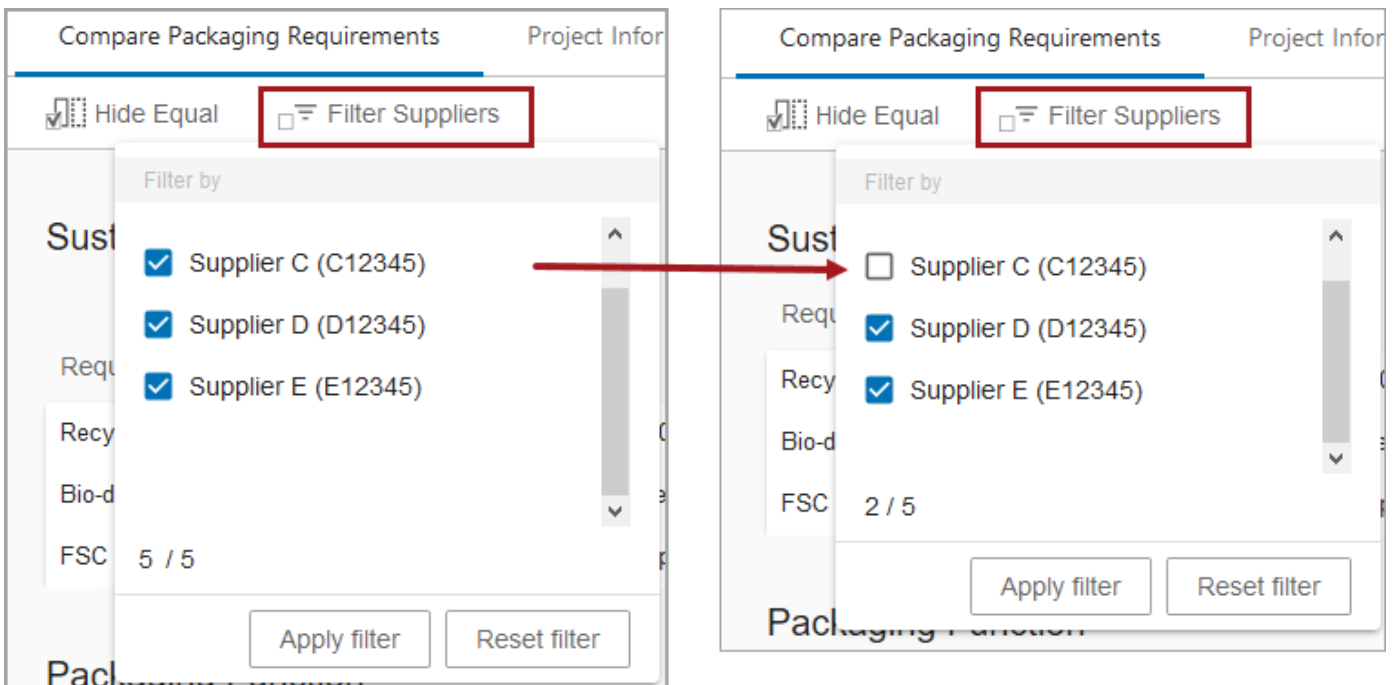 Compare Packaging Requirements Project Infor
Hide Equal Filter Suppliers
Filter by
Sust
Supplier C (C12345)
Supplier D (D12345)
Requ
Supplier E (E12345)
Recy
Bio-d
FSC 5 / 5
Apply filter Reset filter
Packaging Function
Compare Packaging Requirements Project Infor
Hide Equal Filter Suppliers
Filter by
Sust
Supplier C (C12345)
Requ
Supplier D (D12345)
Recy
Supplier E (E12345)
Bio-d
FSC 2 / 5
Apply filter Reset filter
Packaging Function